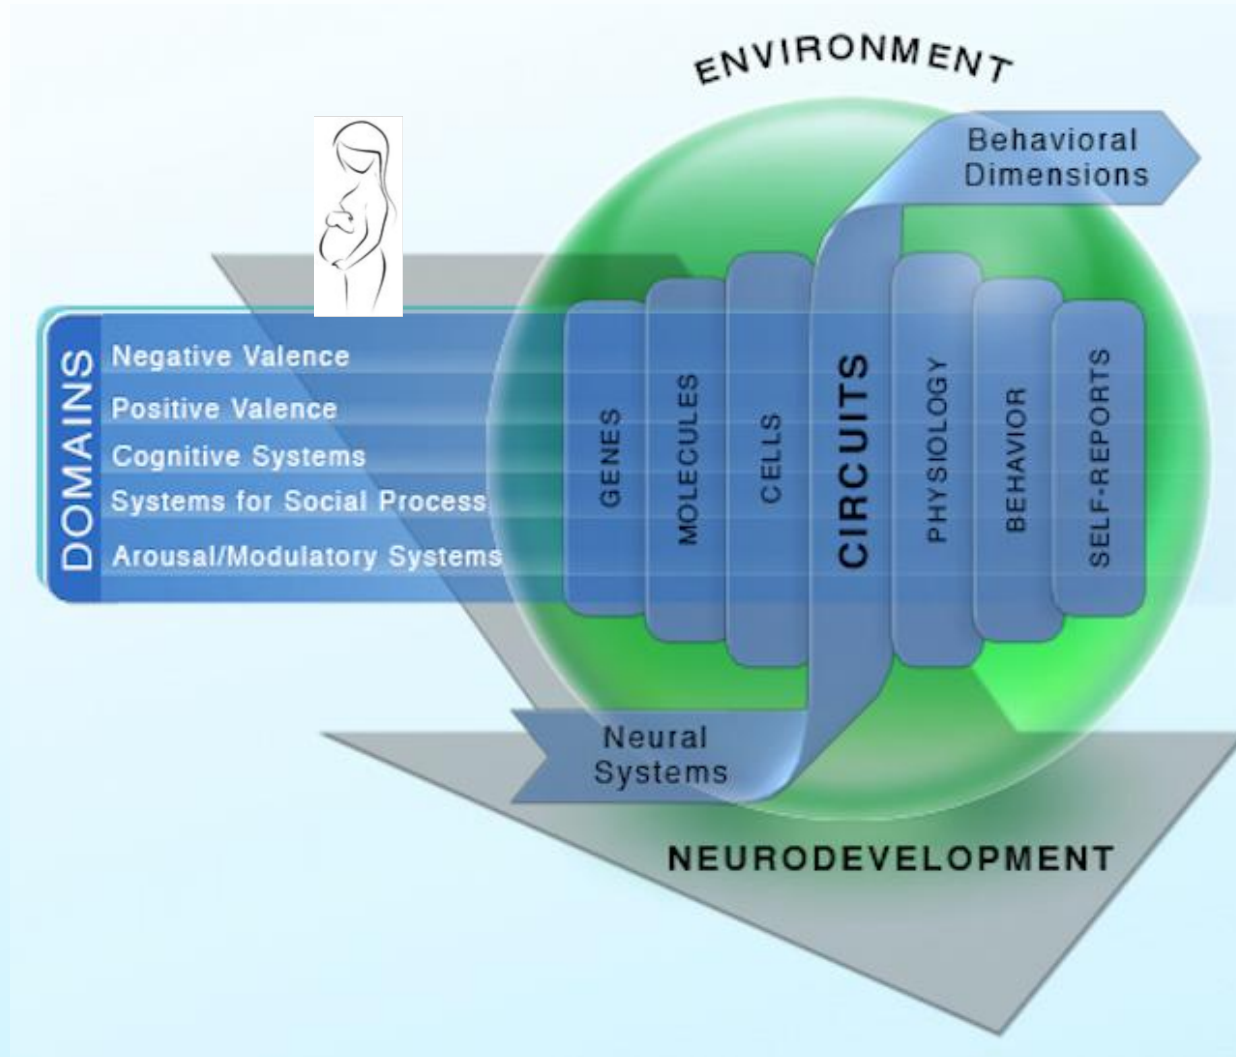 ENVIRONMENT
Behavioral
Dimensions
DOMAINS
Negative Valence
Positive Valence
Cognitive Systems
Systems for Social Process
Arousal/Modulatory Systems
GENES
MOLECULES
CELLS
CIRCUITS
PHYSIOLOGY
BEHAVIOR
SELF-REPORTS
Neural
Systems
NEURODEVELOPMENT